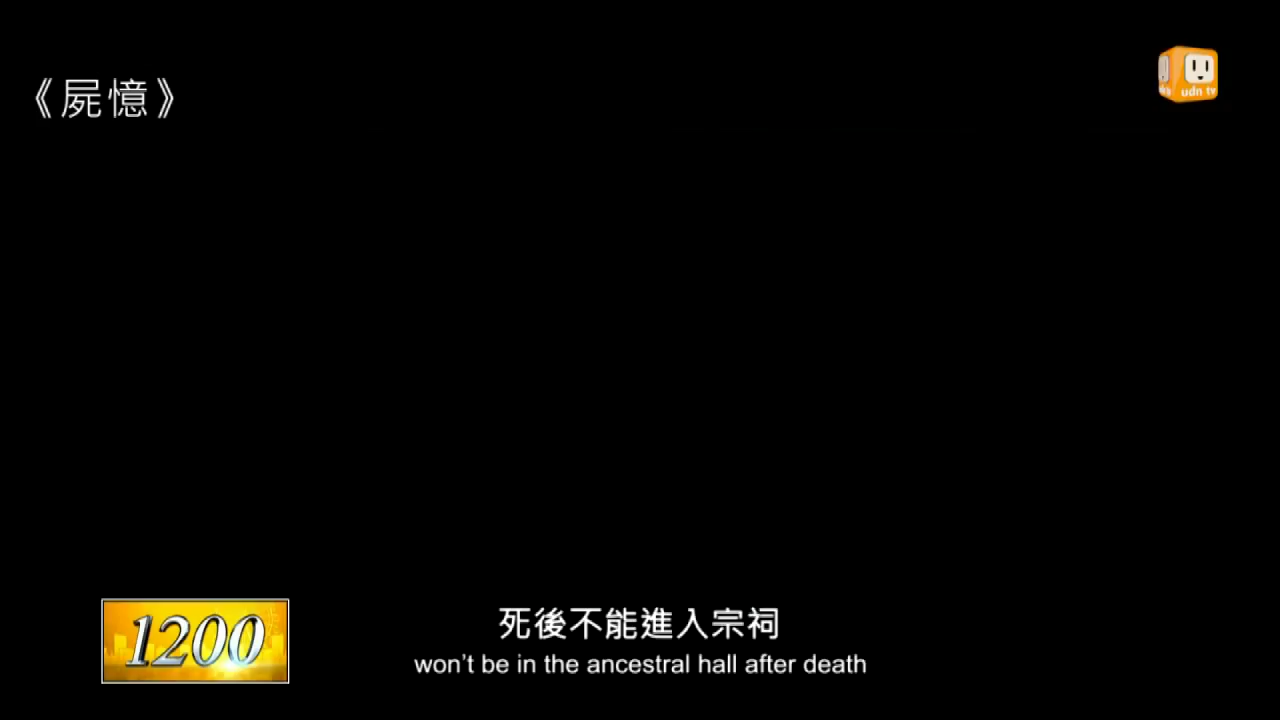 《屍憶》
udn tv
死後不能進入宗祠
won't be in the ancestral hall after death
1200